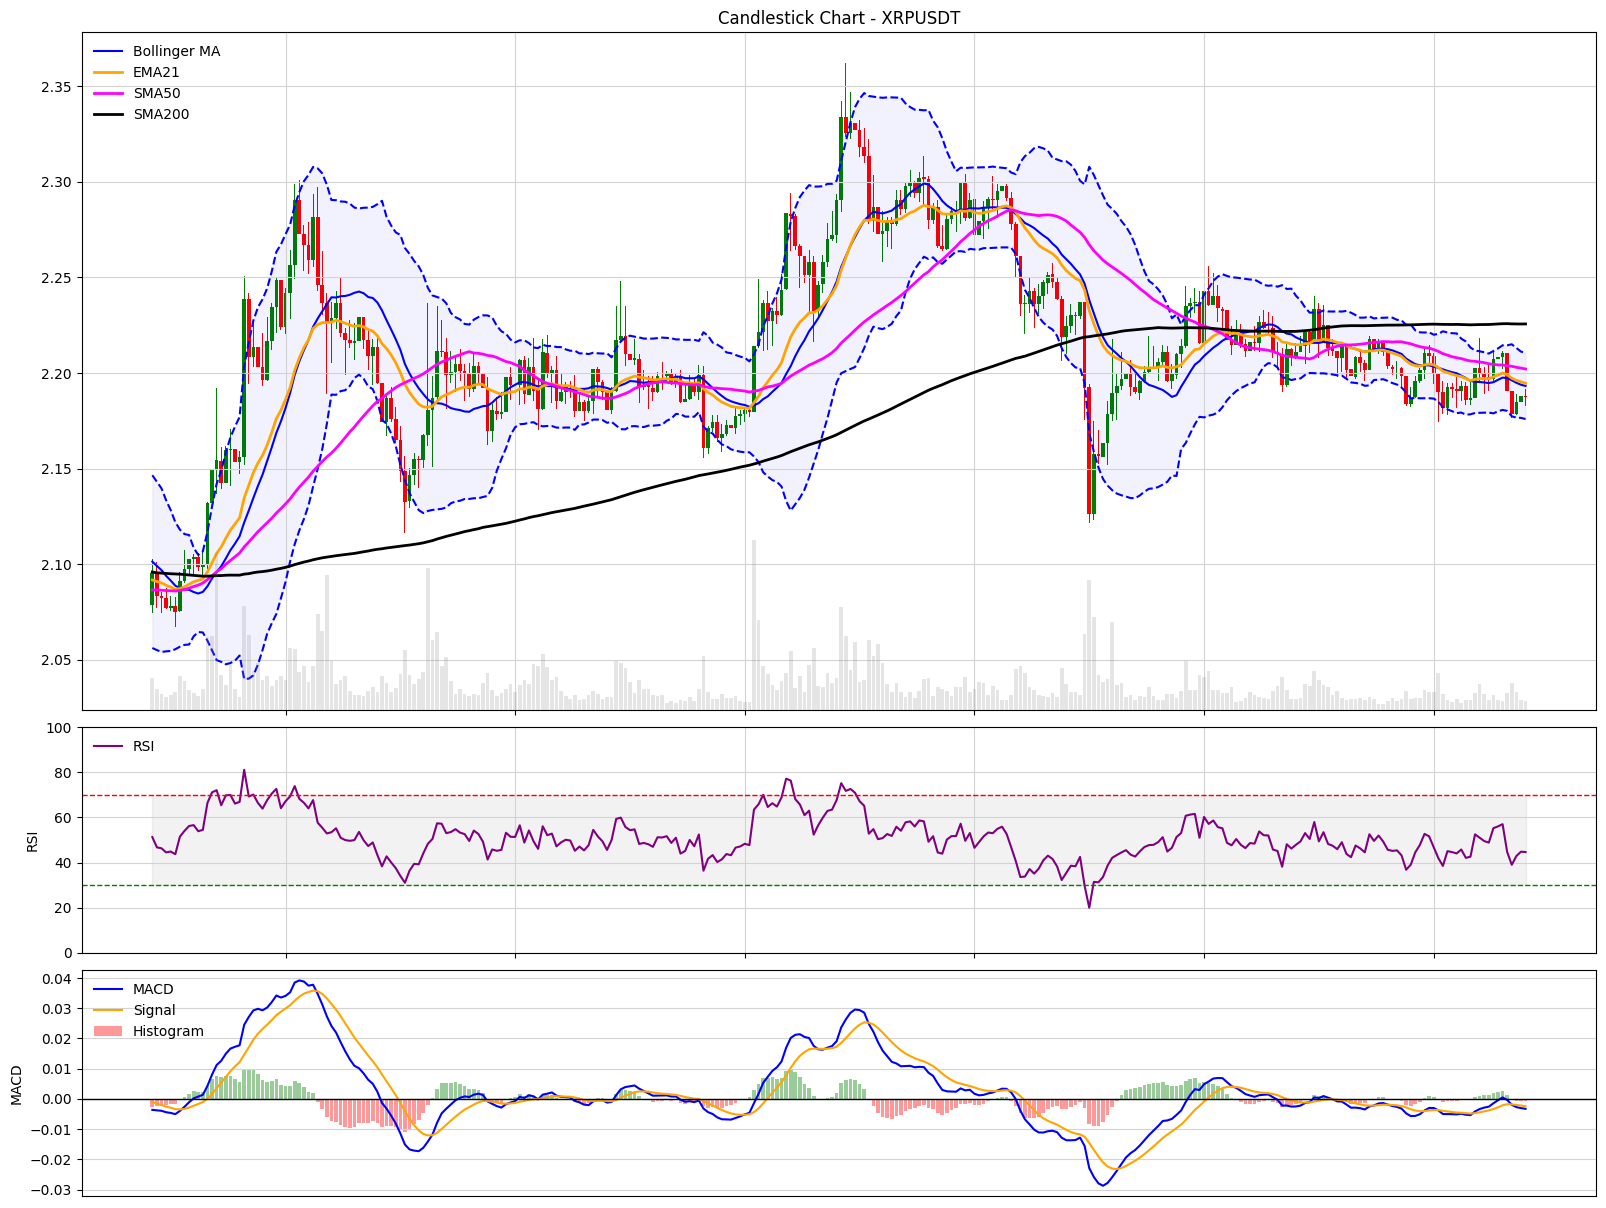 Candlestick Chart - XRPUSDT
Bollinger MA
EMA21
SMA50
SMA200
2.35
2.30
2.25
2.20
2.15
2.10
2.05
RSI
100
80
60
40
20
0
RSI
MACD
Signal
Histogram
0.04
0.03
0.02
0.01
0.00
−0.01
−0.02
−0.03
MACD